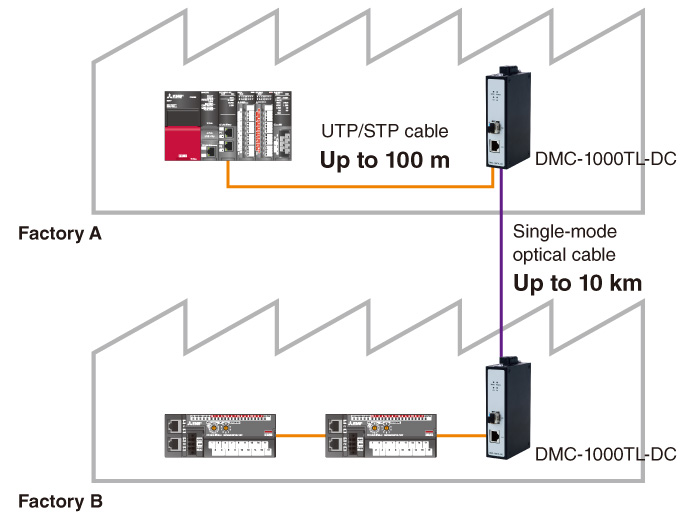 UTP/STP cable
Up to 100 m
DMC-1000TL-DC
Factory A
Single-mode
optical cable
Up to 10 km
DMC-1000TL-DC
Factory B